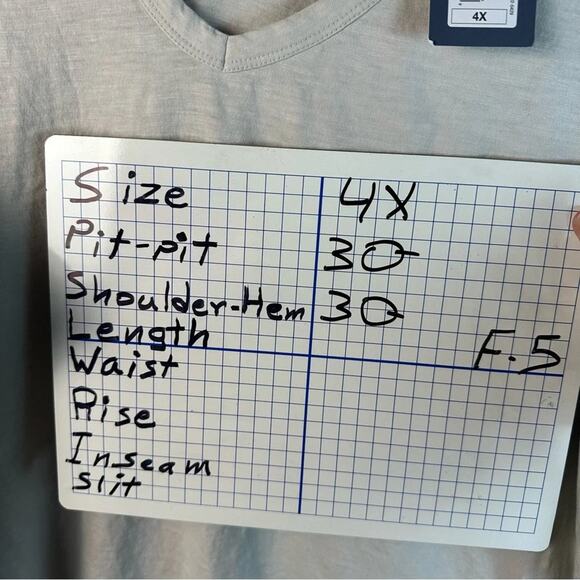 4X
Size 4X
Pit-pit 30
Shoulder-Hem 30
Length
F.5
Waist
Rise
Inseam
slit